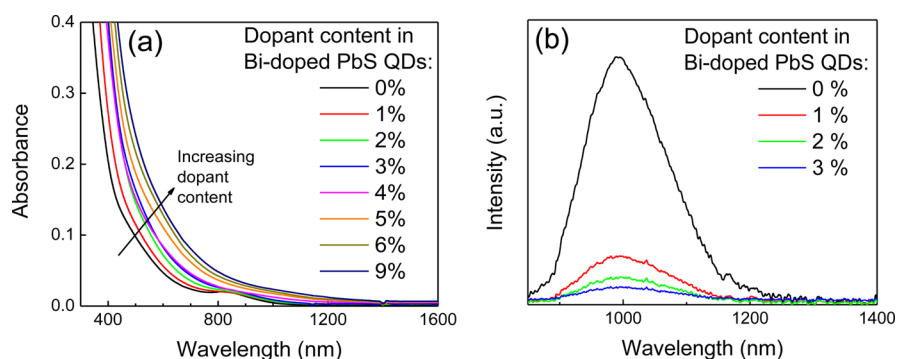 (a)
Dopant content in
Bi-doped PbS QDs:
0%
1%
2%
3%
4%
5%
6%
9%
Increasing
dopant
content
Absorbance
0.4
0.3
0.2
0.1
0.0
400 800 1200 1600
Wavelength (nm)
(b)
Dopant content in
Bi-doped PbS QDs:
0 %
1 %
2 %
3 %
Intensity (a.u.)
1000 1200 1400
Wavelength (nm)